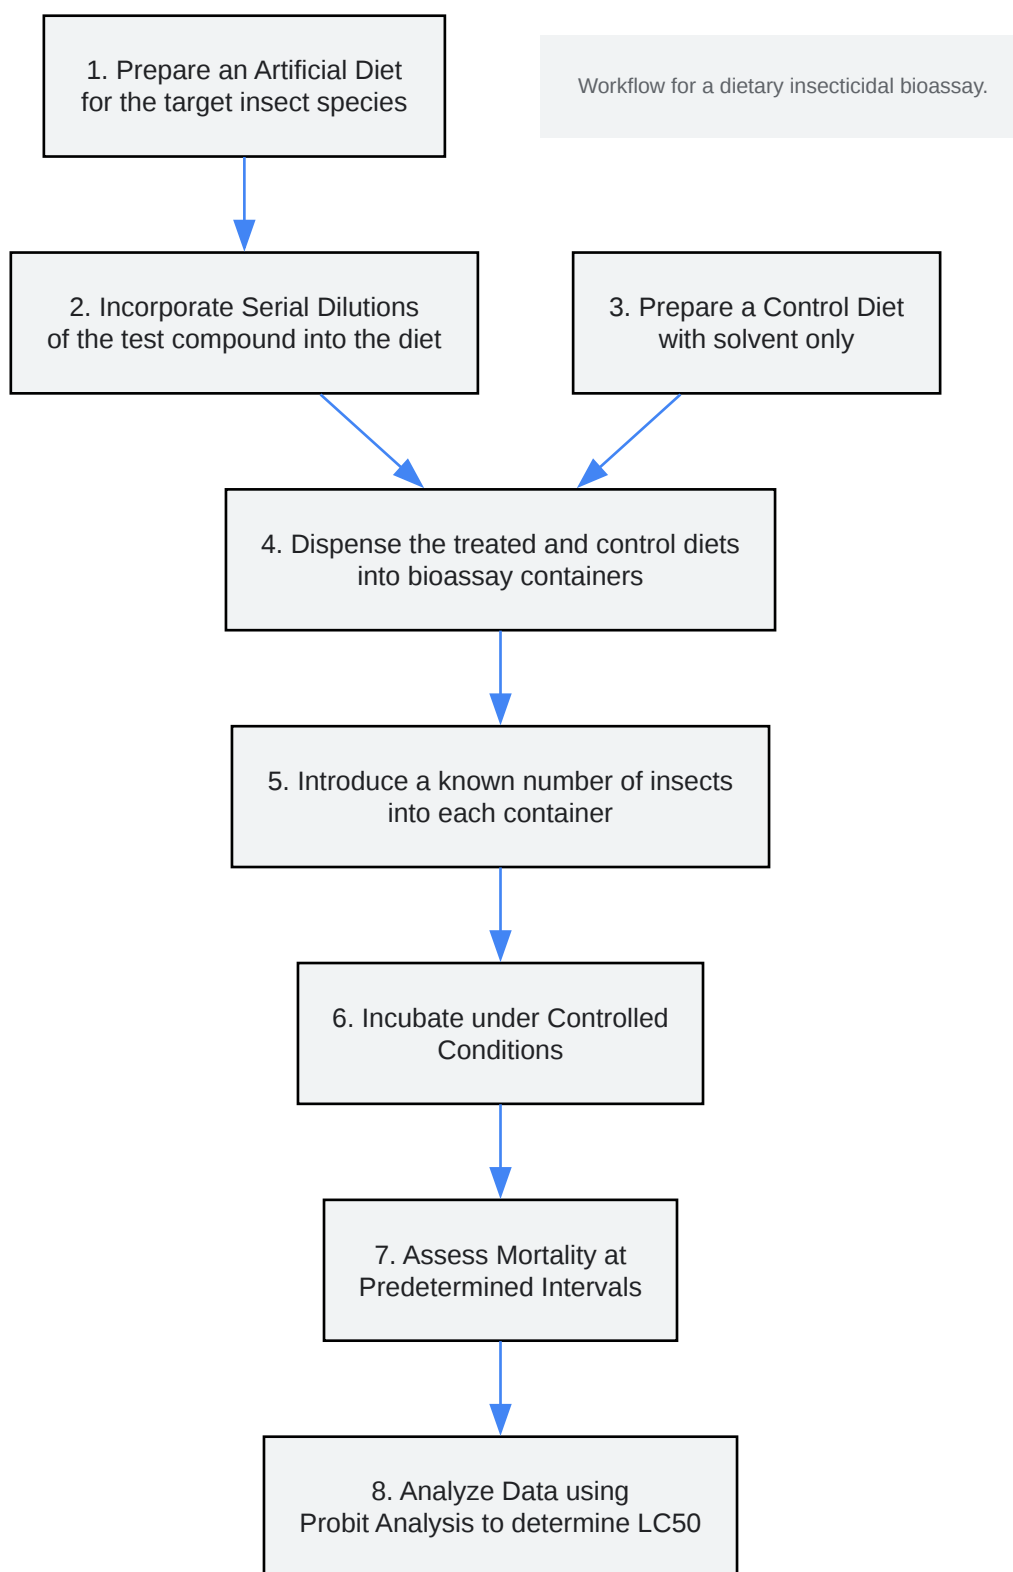 1. Prepare an Artificial Diet
for the target insect species
Workflow for a dietary insecticidal bioassay.
2. Incorporate Serial Dilutions
of the test compound into the diet
3. Prepare a Control Diet
with solvent only
4. Dispense the treated and control diets
into bioassay containers
5. Introduce a known number of insects
into each container
6. Incubate under Controlled
Conditions
7. Assess Mortality at
Predetermined Intervals
8. Analyze Data using
Probit Analysis to determine LC50